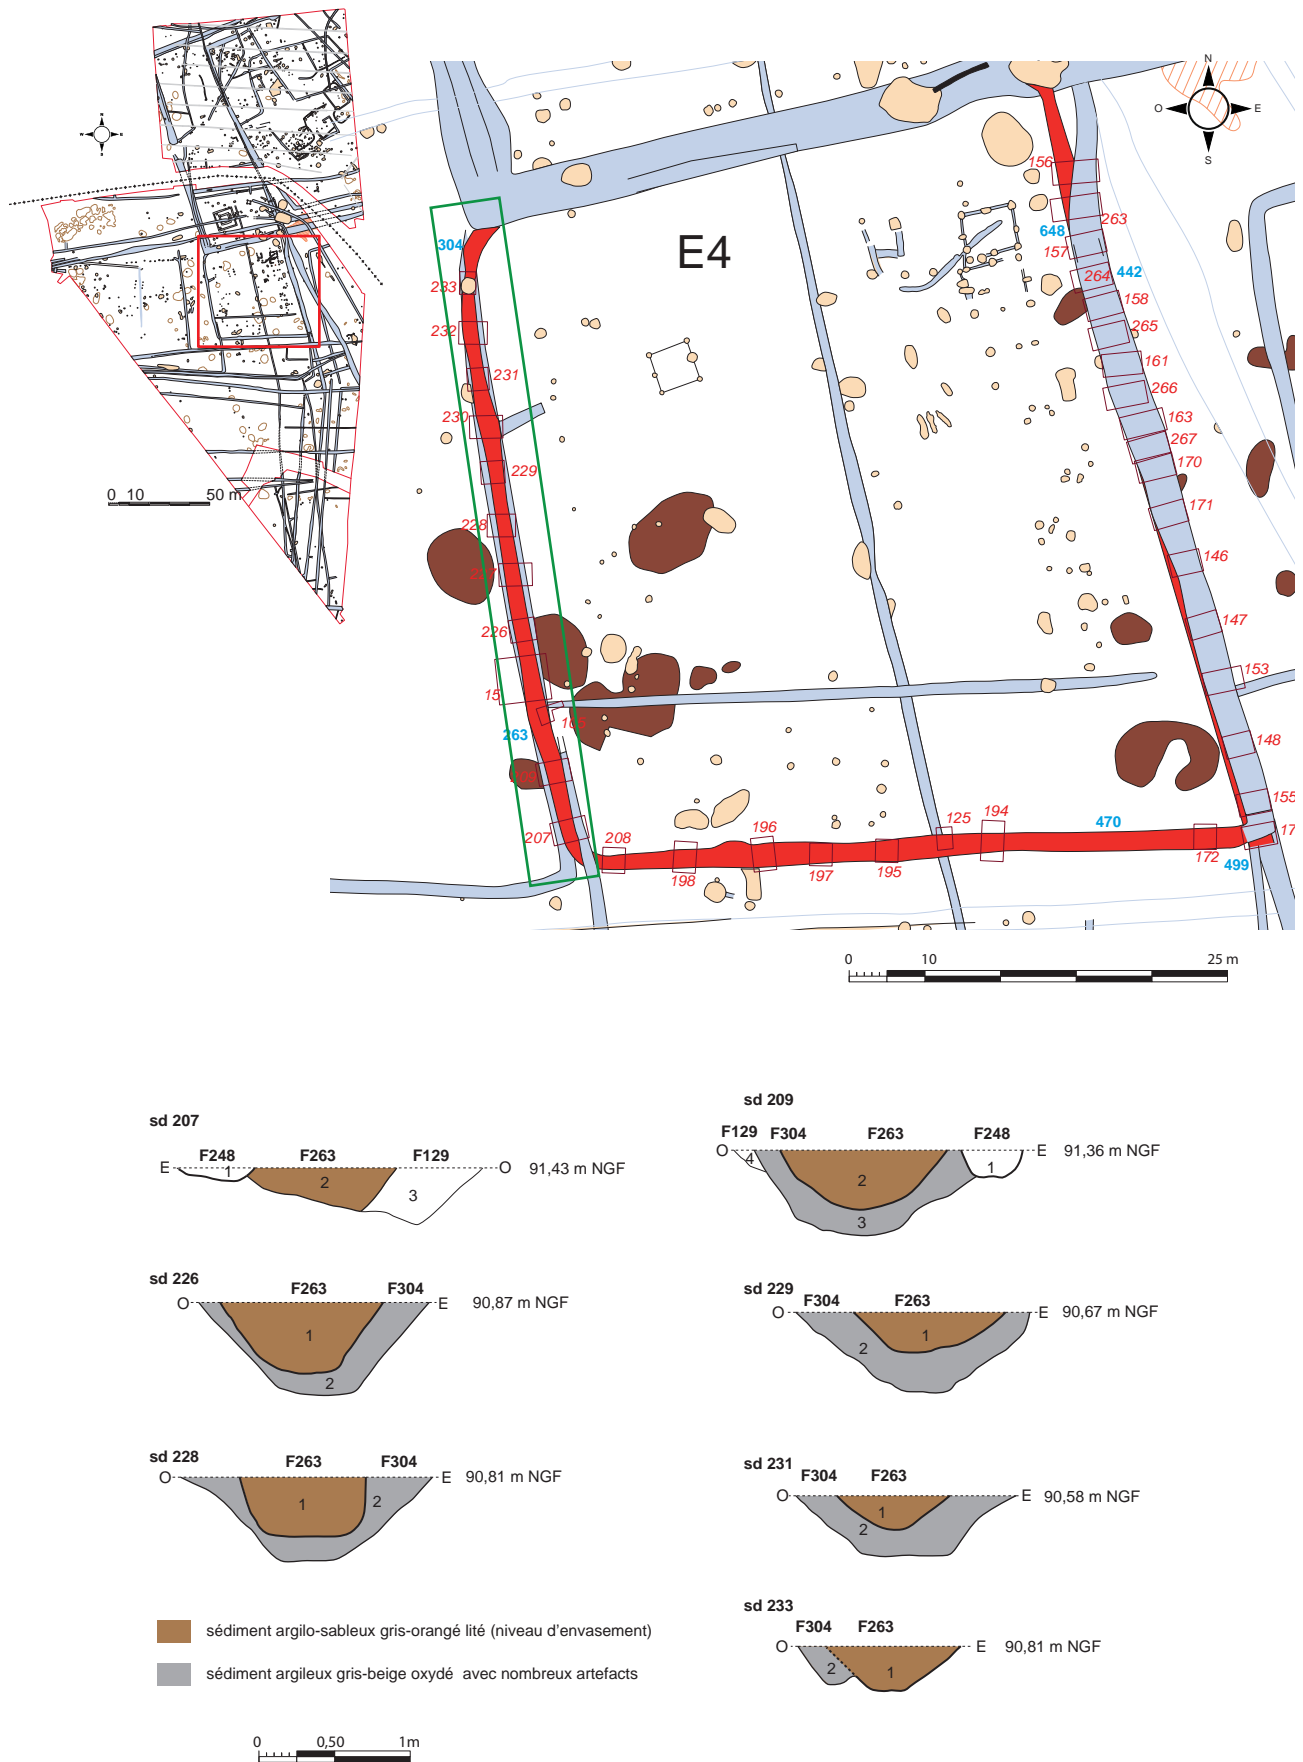 N
O
E
S
N
W
E
S
0 10 50 m
E4
304
233
232
231
230
229
228
227
226
15
263
209
207
208
198
196
197
195
125
194
470
172
499
17
155
148
153
147
146
171
170
267
163
266
161
265
158
264
442
157
648
263
156
0 10 25 m
sd 207
F248 F263 F129
E 1 2 3 O 91,43 m NGF
sd 209
F129 F304 F263 F248
O 4 2 3 1 E 91,36 m NGF
sd 226
F263 F304
O 1 2 E 90,87 m NGF
sd 229
F304 F263
O 2 1 E 90,67 m NGF
sd 228
F263 F304
O 1 2 E 90,81 m NGF
sd 231
F304 F263
O 2 1 E 90,58 m NGF
sd 233
F304 F263
O 2 1 E 90,81 m NGF
sédiment argilo-sableux gris-orangé lité (niveau d'envasement)
sédiment argileux gris-beige oxydé avec nombreux artefacts
0 0,50 1m